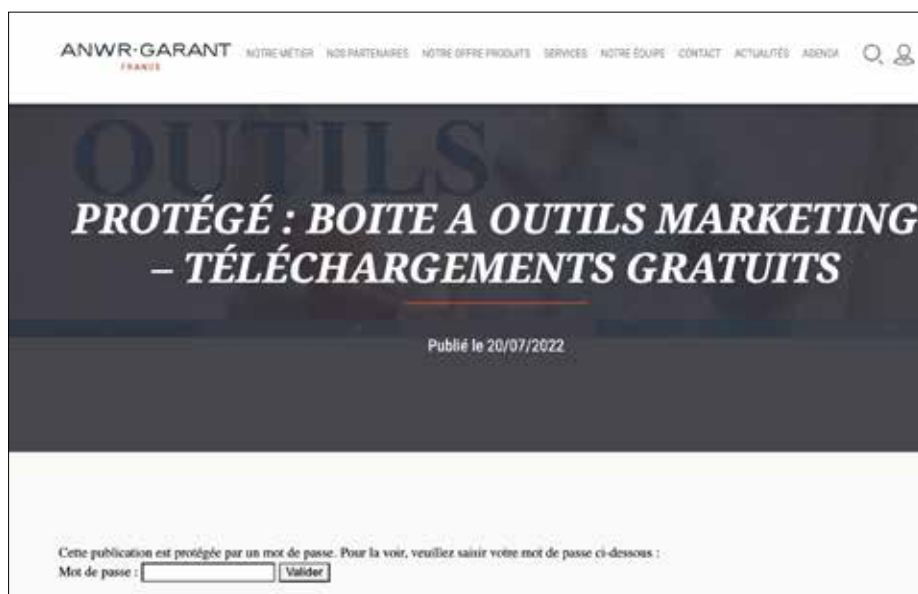 ANWR·GARANT
FRANCE
NOTRE MÉTIER NOS PARTENAIRES NOTRE OFFRE PRODUITS SERVICES NOTRE ÉQUIPE CONTACT ACTUALITÉS AGENDA
OUTILS
PROTÉGÉ : BOITE A OUTILS MARKETING
– TÉLÉCHARGEMENTS GRATUITS
Publié le 20/07/2022
Cette publication est protégée par un mot de passe. Pour la voir, veuillez saisir votre mot de passe ci-dessous :
Mot de passe : Valider